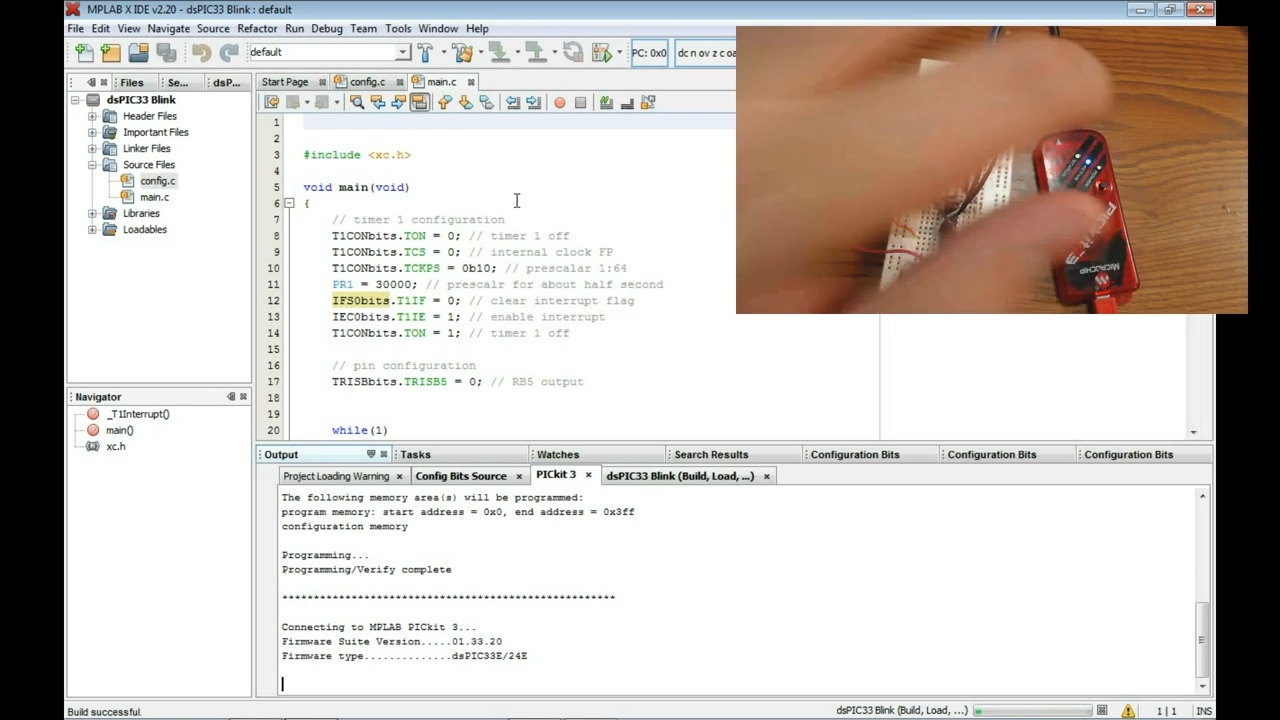 MPLAB X IDE v2.20 - dsPIC33 Blink : default
File Edit View Navigate Source Refactor Run Debug Team Tools Window Help
default
PC: 0x0
dc n ov z c
Files
Se...
dsP...
Start Page
config.c
main.c
dsPIC33 Blink
Header Files
Important Files
Linker Files
Source Files
config.c
main.c
Libraries
Loadables
1
2
3 #include <xc.h>
4
5 void main(void)
6 {
7 // timer 1 configuration
8 T1CONbits.TON = 0; // timer 1 off
9 T1CONbits.TCS = 0; // internal clock FP
10 T1CONbits.TCKPS = 0b10; // prescalar 1:64
11 PR1 = 30000; // prescalr for about half second
12 IFS0bits.T1IF = 0; // clear interrupt flag
13 IEC0bits.T1IE = 1; // enable interrupt
14 T1CONbits.TON = 1; // timer 1 off
15
16 // pin configuration
17 TRISBbits.TRISB5 = 0; // RB5 output
18
19
20 while(1)
Navigator
_T1Interrupt()
main()
xc.h
Output Tasks Watches Search Results Configuration Bits Configuration Bits Configuration Bits
Project Loading Warning Config Bits Source PICkit 3 dsPIC33 Blink (Build, Load, ...)
The following memory area(s) will be programmed:
program memory: start address = 0x0, end address = 0x3ff
configuration memory
Programming...
Programming/Verify complete
*****************************************************
Connecting to MPLAB PICkit 3...
Firmware Suite Version.....01.33.20
Firmware type..............dsPIC33E/24E
Build successful.
dsPIC33 Blink (Build, Load, ...)
1 | 1
INS
MICROCHIP